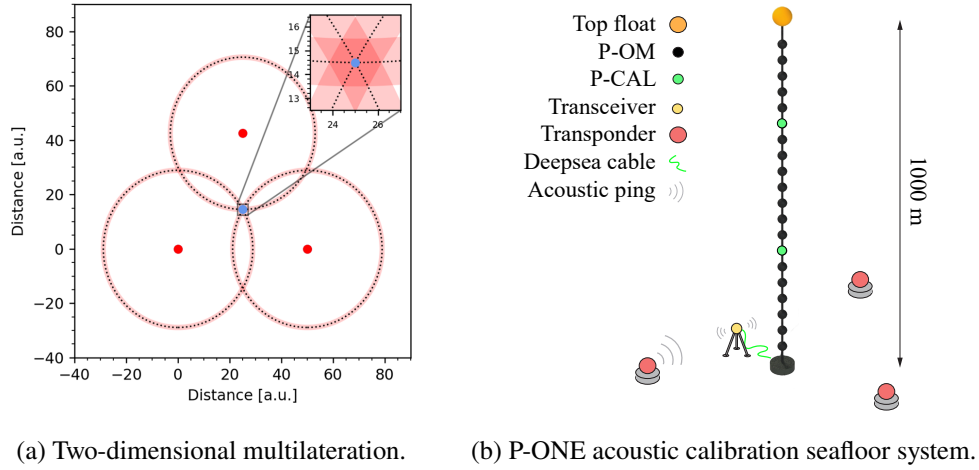 80
60
40
20
0
−20
−40
−40
−20
0
20
40
60
80
Distance [a.u.]
Distance [a.u.]
16
15
14
13
24
26
Top float
P-OM
P-CAL
Transceiver
Transponder
Deepsea cable
Acoustic ping
1000 m
(a) Two-dimensional multilateration.
(b) P-ONE acoustic calibration seafloor system.